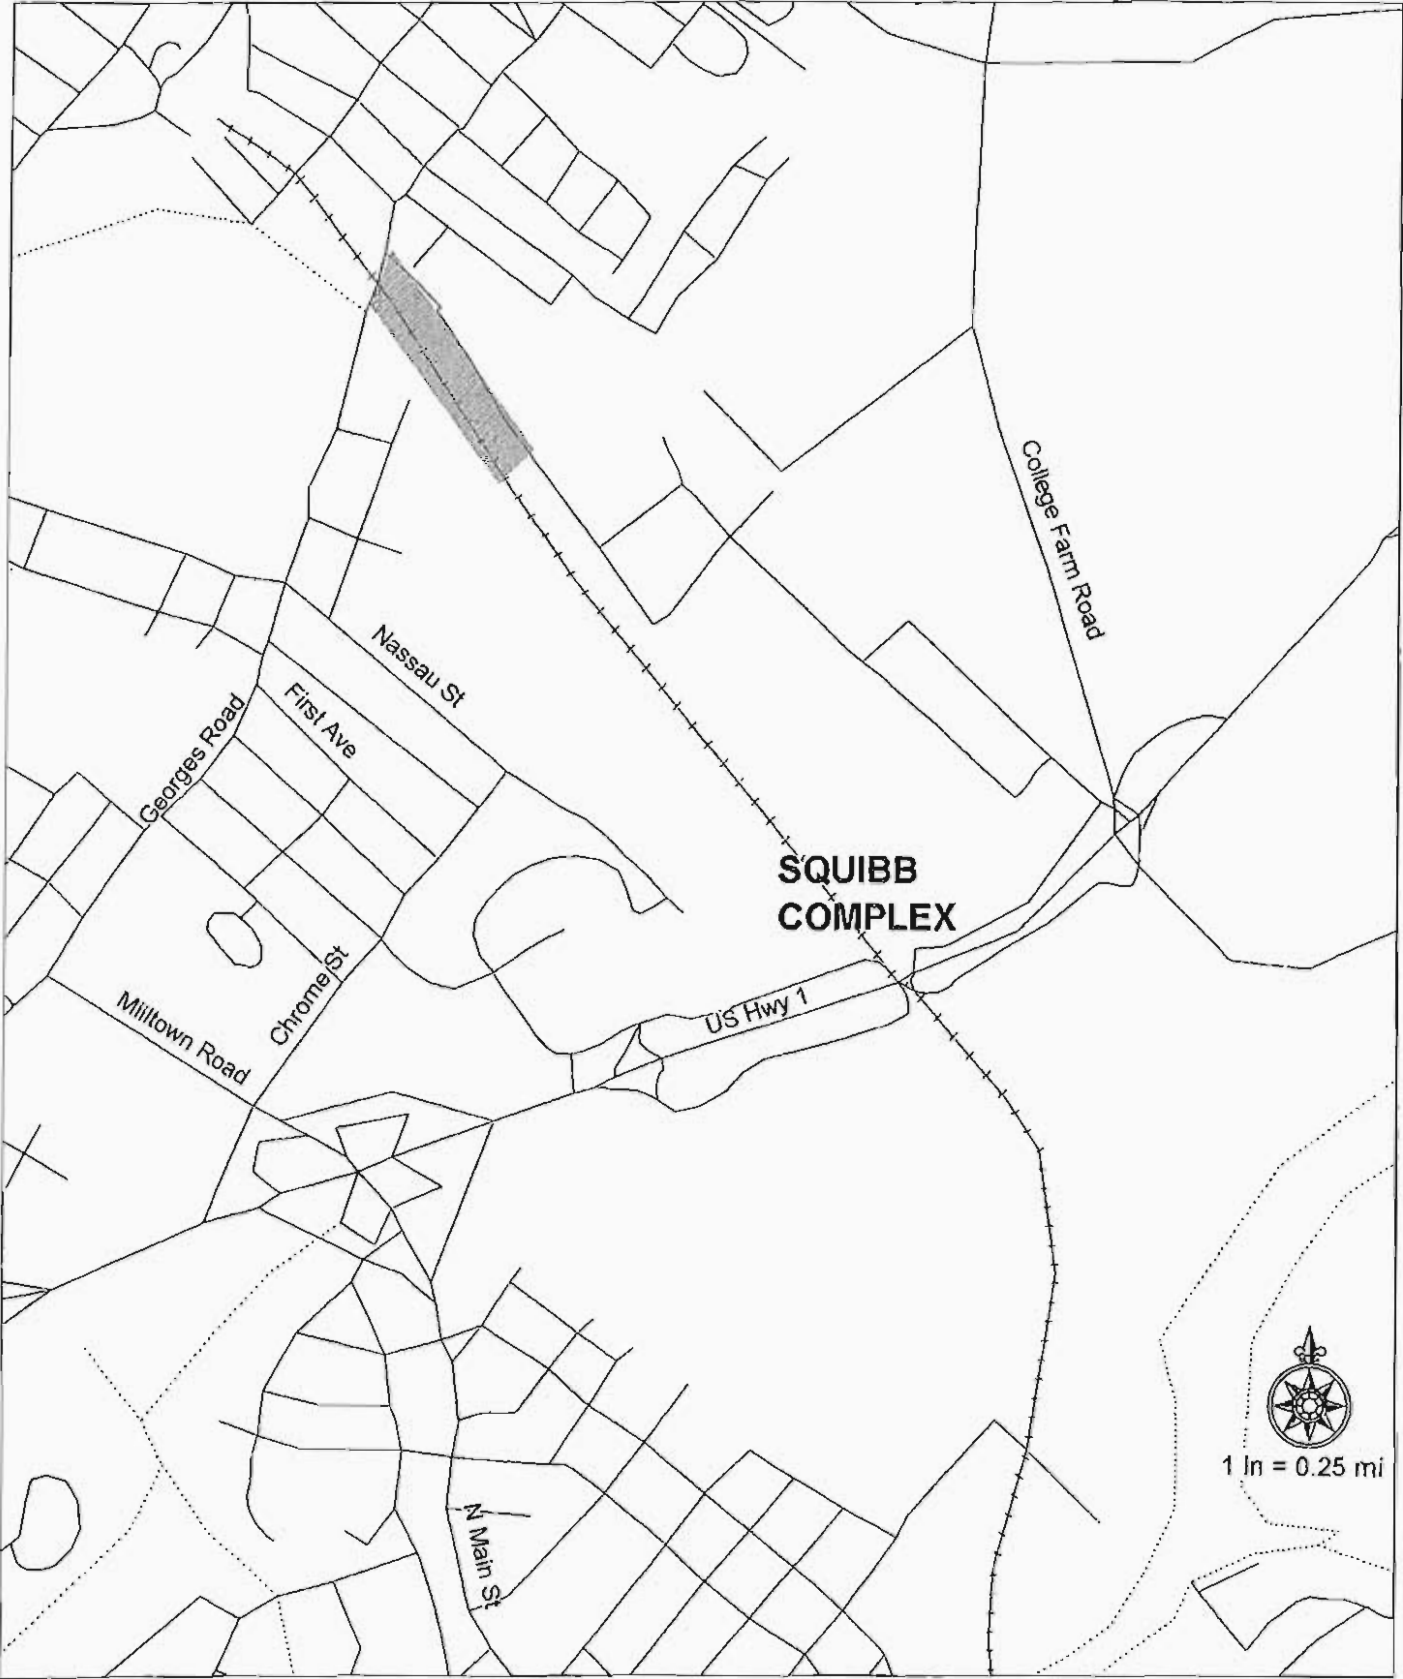 College Farm Road
Nassau St
First Ave
Georges Road
SQUIBB
COMPLEX
Chrome St
US Hwy 1
Milltown Road
1 In = 0.25 mi
N Main St